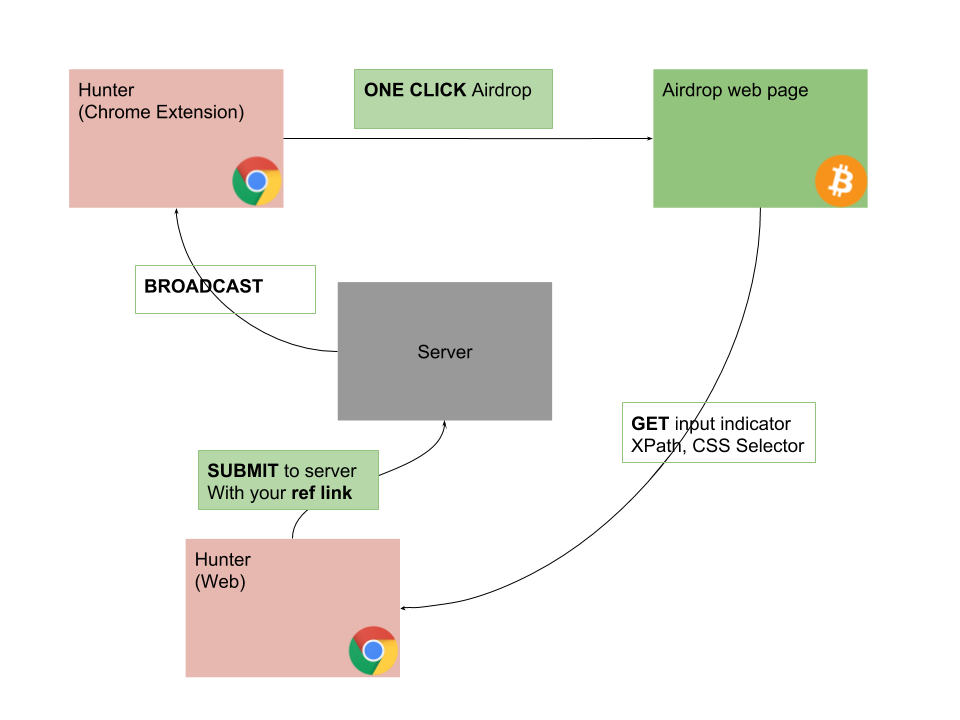 Hunter
(Chrome Extension)
ONE CLICK Airdrop
Airdrop web page
BROADCAST
Server
GET input indicator
XPath, CSS Selector
SUBMIT to server
With your ref link
Hunter
(Web)